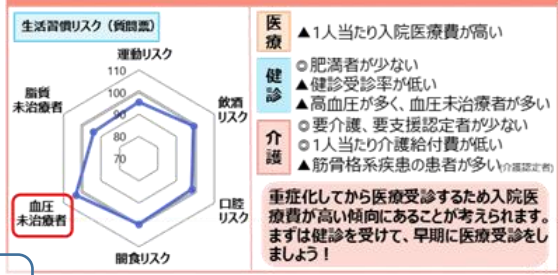 生活習慣リスク（質問票）
運動リスク
110
100
90
80
70
飲酒
リスク
口腔
リスク
間食リスク
血圧
未治療者
脂質
未治療者
医療
▲1人当たり入院医療費が高い
健診
◎肥満者が少ない
▲健診受診率が低い
▲高血圧が多く、血圧未治療者が多い
介護
◎要介護、要支援認定者が少ない
◎1人当たり介護給付費が低い
▲筋骨格系疾患の患者が多い(介護認定者)
重症化してから医療受診するため入院医
療費が高い傾向にあることが考えられます。
まずは健診を受けて、早期に医療受診をし
ましょう！